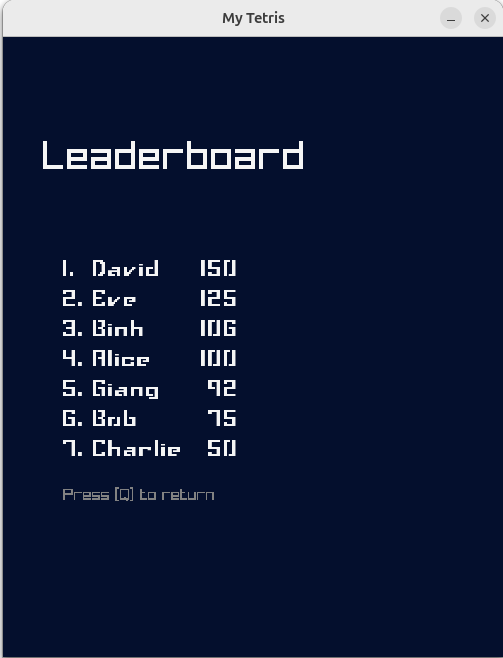 My Tetris
Leaderboard
1. David 150
2. Eve 125
3. Binh 106
4. Alice 100
5. Giang 92
6. Bob 75
7. Charlie 50
Press [Q] to return